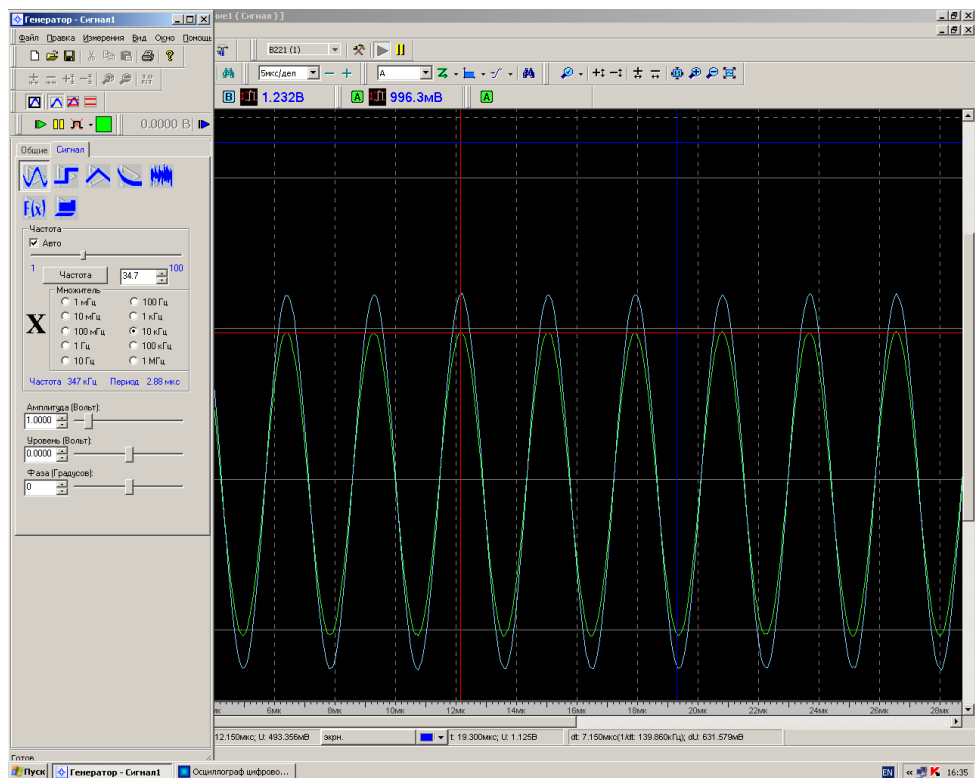 Генератор - Сигнал1
Файл Правка Измерения Вид Окно Помощь
0.0000 В
Общие Сигнал
F(x)
Частота
Авто
1 Частота 34.7 100
Множитель
X
1 мГц 100 Гц
10 мГц 1 кГц
100 мГц 10 кГц
1 Гц 100 кГц
10 Гц 1 МГц
Частота 347 кГц Период 2.88 мкс
Амплитуда (Вольт):
1.0000
Уровень (Вольт):
0.0000
Фаза (Градусов):
0
Готов
( Сигнал ) ]
B221 (1)
5мкс/дел A
B 1.232В A 996.3мВ A
6мк 8мк 10мк 12мк 14мк 16мк 18мк 20мк 22мк 24мк 26мк 28мк
12.150мкс; U: 493.356мВ экрн. t: 19.300мкс; U: 1.125В dt: 7.150мкс(1/dt: 139.860кГц); dU: 631.579мВ
Пуск Генератор - Сигнал1 Осциллограф цифрово... EN « K 16:35